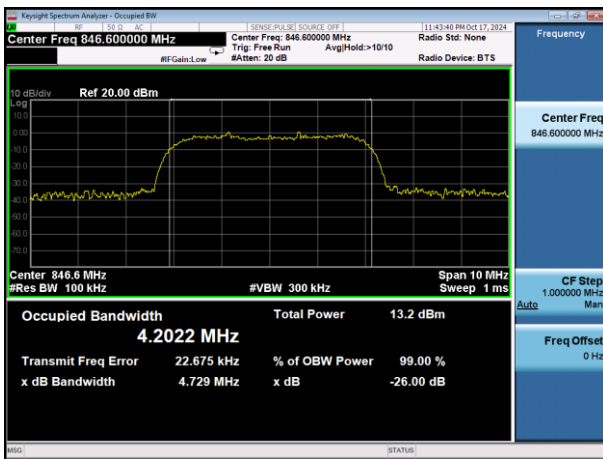 Keysight Spectrum Analyzer - Occupied BW
RF 50 Ω AC SENSE:PULSE SOURCE OFF 11:43:40 PM Oct 17, 2024
Center Freq 846.600000 MHz Center Freq: 846.600000 MHz Radio Std: None Frequency
Trig: Free Run Avg|Hold:>10/10
#IFGain:Low #Atten: 20 dB Radio Device: BTS
10 dB/div Ref 20.00 dBm
Log
10.0
0.00
-10.0
-20.0
-30.0
-40.0
-50.0
-60.0
-70.0
Center Freq
846.600000 MHz
Center 846.6 MHz Span 10 MHz
#Res BW 100 kHz #VBW 300 kHz Sweep 1 ms
CF Step
1.000000 MHz
Auto Man
Occupied Bandwidth Total Power 13.2 dBm
4.2022 MHz
Transmit Freq Error 22.675 kHz % of OBW Power 99.00 %
x dB Bandwidth 4.729 MHz x dB -26.00 dB
Freq Offset
0 Hz
MSG STATUS